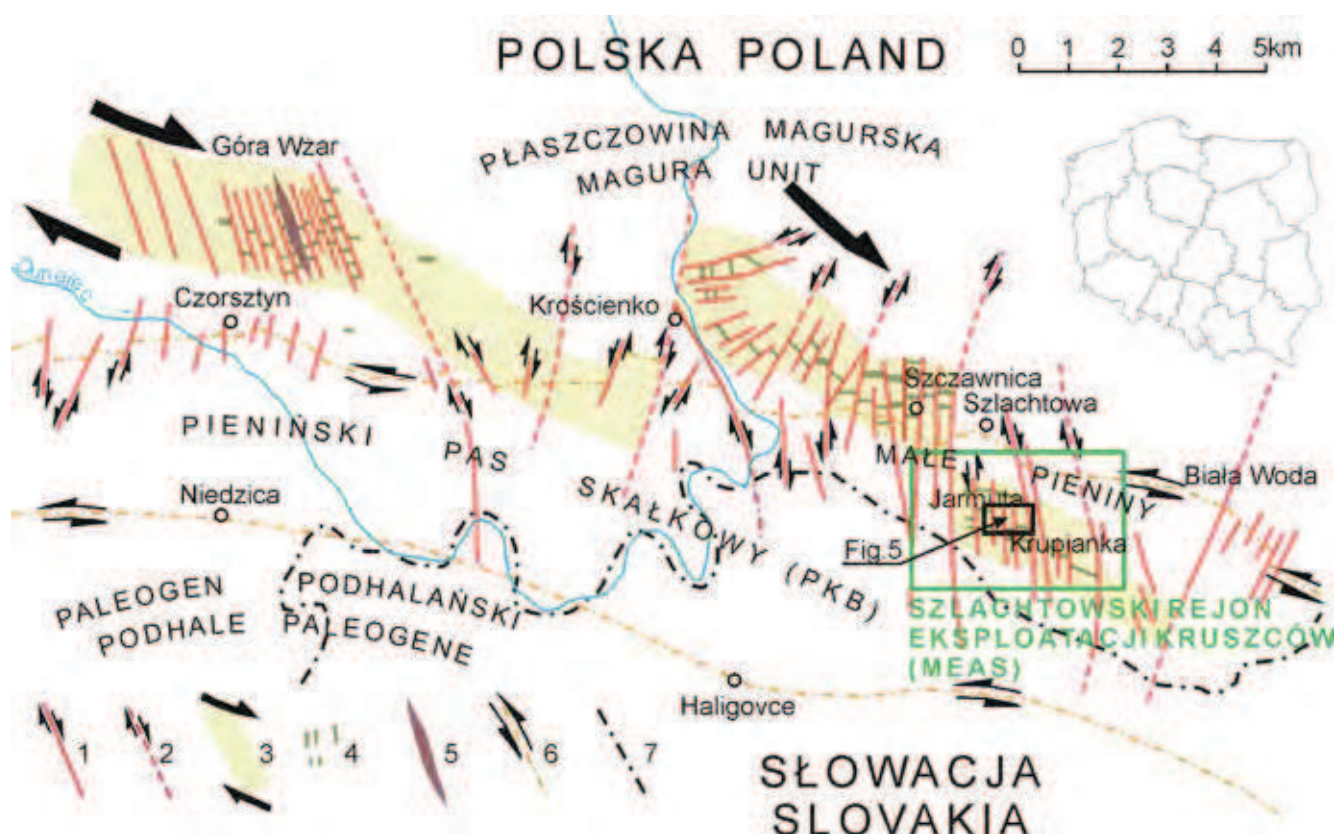 POLSKA POLAND
0 1 2 3 4 5km
PŁASZCZOWINA MAGURSKA
MAGURA UNIT
Góra Wzar
Dunajec
Czorsztyn
Krościenko
Szczawnica
Szlachtowa
PIENIŃSKI PAS SKAŁKOWY (PKB)
MAŁE PIENINY
Biała Woda
Niedzica
Jarmuta
Fig.5
Krupianka
PALEOGEN PODHALAŃSKI
PODHALE PALEOGENE
SZLACHTOWSKI REJON
EKSPLOATACJI KRUSZCÓW
(MEAS)
Haligovce
1 2 3 4 5 6 7
SŁOWACJA
SLOVAKIA